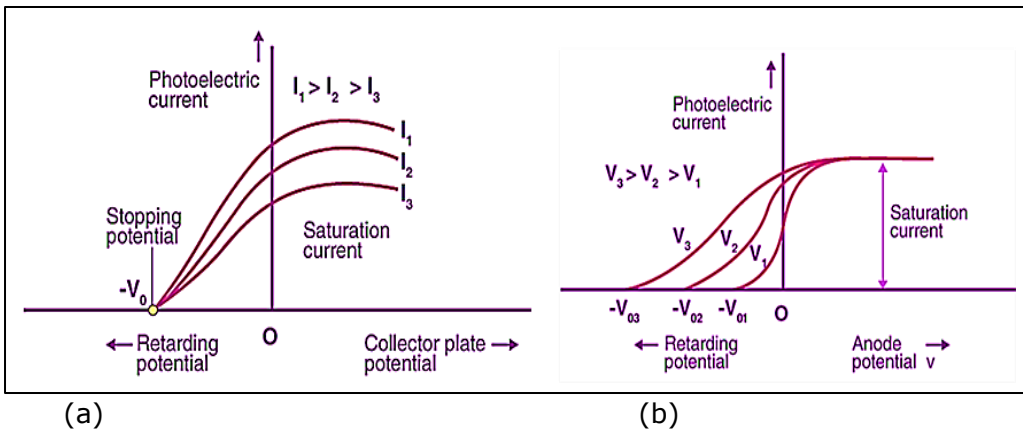 Photoelectric
current
I₁ > I₂ > I₃
I₁
I₂
I₃
Stopping
potential
Saturation
current
-V₀
O
← Retarding
potential
Collector plate →
potential
(a)
Photoelectric
current
V₃ > V₂ > V₁
V₃
V₂
V₁
Saturation
current
-V₀₃
-V₀₂
-V₀₁
O
← Retarding
potential
Anode →
potential v
(b)